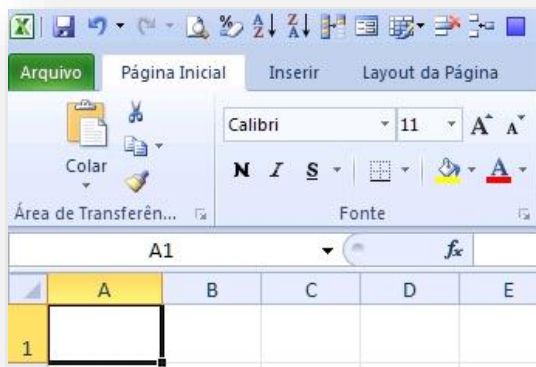 Arquivo Página Inicial Inserir Layout da Página
Calibri 11 A A
Colar N I S A
Área de Transferên... Fonte
A1 fx
A B C D E
1